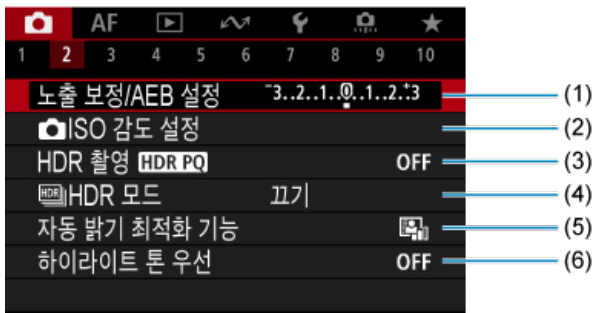 AF
1 2 3 4 5 6 7 8 9 10
노출 보정/AEB 설정 -3..2..1..0..1..2.:+3 (1)
ISO 감도 설정 (2)
HDR 촬영 HDR PQ OFF (3)
HDR HDR 모드 끄기 (4)
자동 밝기 최적화 기능 (5)
하이라이트 톤 우선 OFF (6)